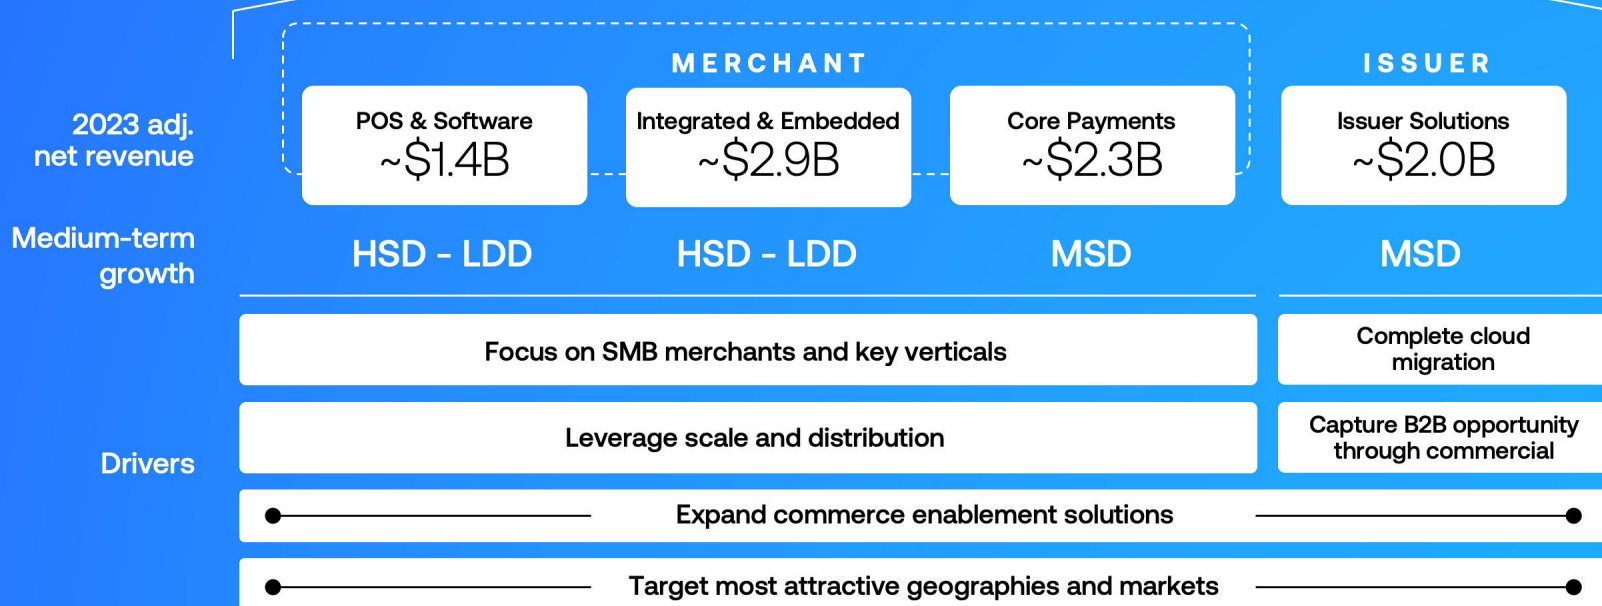 MERCHANT
ISSUER
2023 adj.
net revenue
POS & Software
~$1.4B
Integrated & Embedded
~$2.9B
Core Payments
~$2.3B
Issuer Solutions
~$2.0B
Medium-term
growth
HSD - LDD
HSD - LDD
MSD
MSD
Drivers
Focus on SMB merchants and key verticals
Complete cloud
migration
Leverage scale and distribution
Capture B2B opportunity
through commercial
Expand commerce enablement solutions
Target most attractive geographies and markets